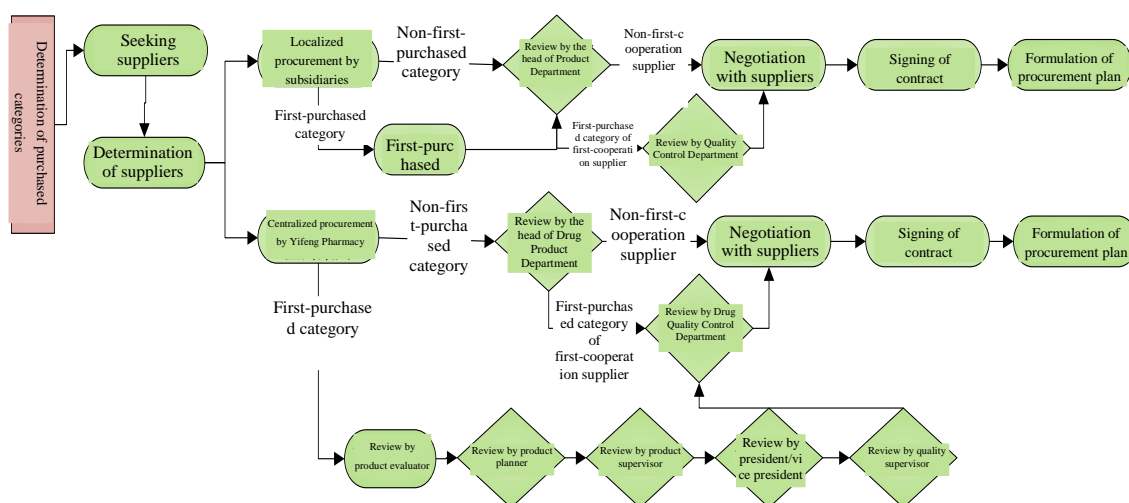 Determination of purchased
categories
Seeking
suppliers
Determination
of suppliers
Localized
procurement by
subsidiaries
Non-first-
purchased
category
Review by the
head of Product
Department
Non-first-c
ooperation
supplier
Negotiation
with suppliers
Signing of
contract
Formulation of
procurement plan
First-purchased
category
First-purc
hased
First-purchase
d category of
first-cooperati
on supplier
Review by Quality
Control Department
Centralized procurement
by Yifeng Pharmacy
Non-firs
t-purcha
sed
category
Review by the
head of Drug
Product
Department
Non-first-c
ooperation
supplier
Negotiation
with suppliers
Signing of
contract
Formulation of
procurement plan
First-purchase
d category
First-purchas
ed category
of
first-cooperat
ion supplier
Review by Drug
Quality Control
Department
Review by
product evaluator
Review by product
planner
Review by product
supervisor
Review by
president/vi
ce president
Review by quality
supervisor